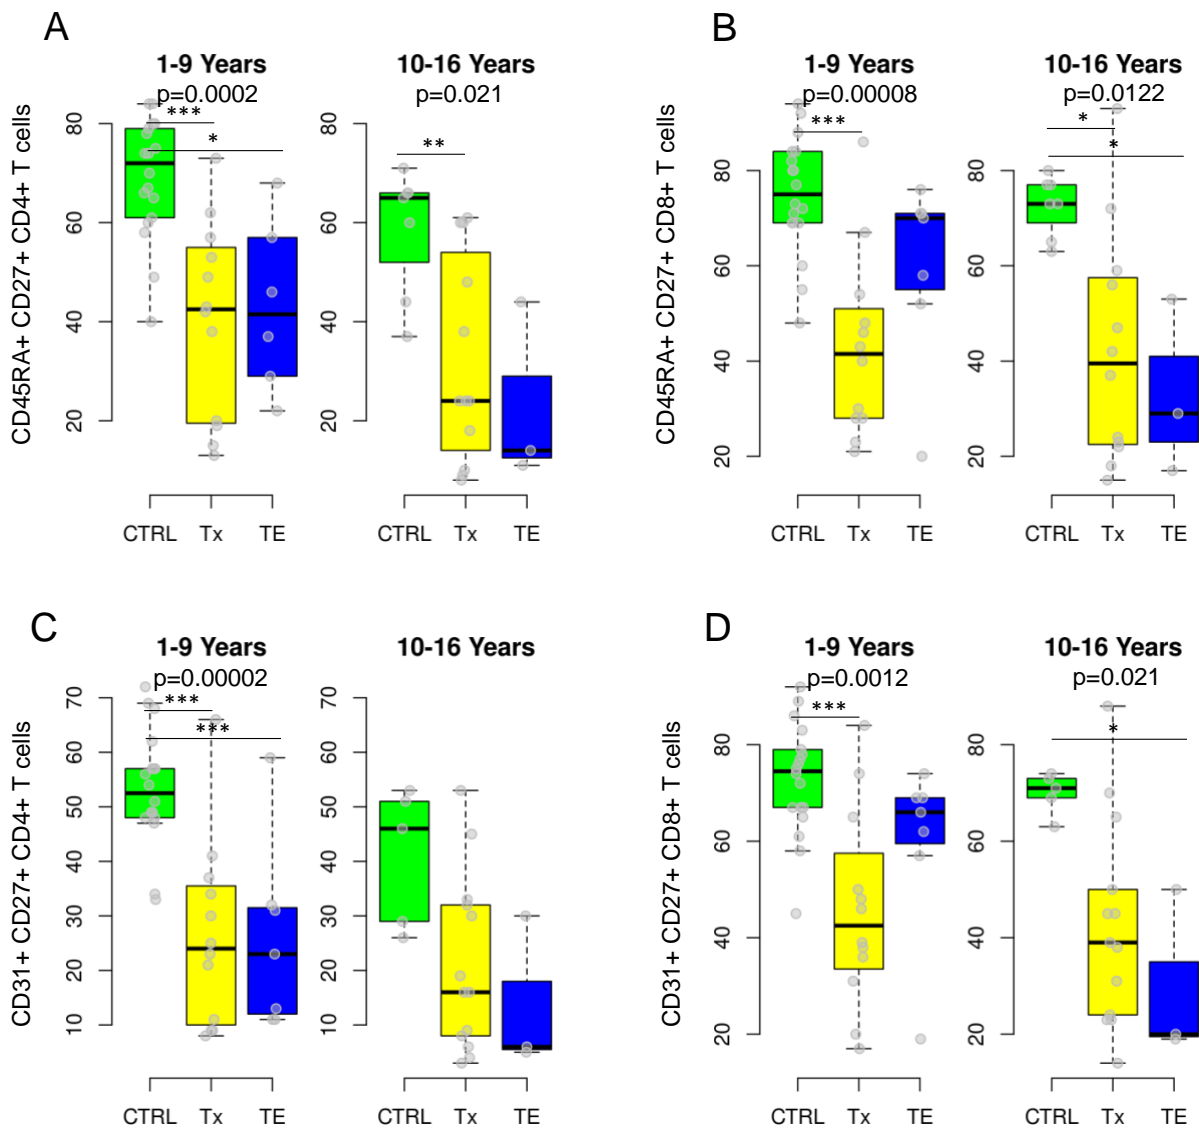 A
1-9 Years
p=0.0002
***
*
CD45RA+ CD27+ CD4+ T cells
80
60
40
20
CTRL Tx TE
10-16 Years
p=0.021
**
80
60
40
20
CTRL Tx TE
B
1-9 Years
p=0.00008
***
CD45RA+ CD27+ CD8+ T cells
80
60
40
20
CTRL Tx TE
10-16 Years
p=0.0122
*
*
80
60
40
20
CTRL Tx TE
C
1-9 Years
p=0.00002
***
***
CD31+ CD27+ CD4+ T cells
70
60
50
40
30
20
10
CTRL Tx TE
10-16 Years
70
60
50
40
30
20
10
CTRL Tx TE
D
1-9 Years
p=0.0012
***
CD31+ CD27+ CD8+ T cells
80
60
40
20
CTRL Tx TE
10-16 Years
p=0.021
*
80
60
40
20
CTRL Tx TE